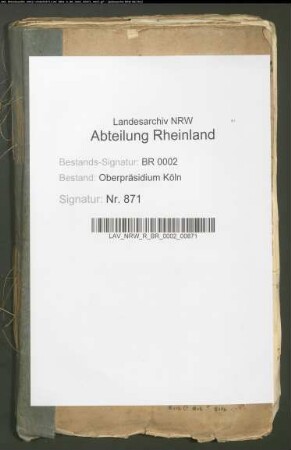 Landesarchiv NRW
Abteilung Rheinland
Bestands-Signatur: BR 0002
Bestand: Oberpräsidium Köln
Signatur: Nr. 871
LAV_NRW_R_BR_0002_00871